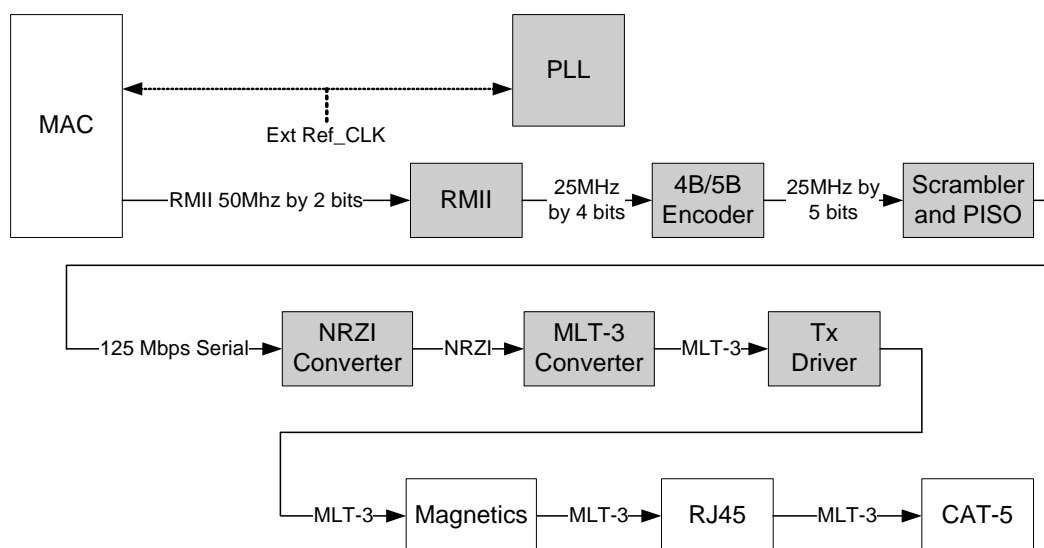 MAC
PLL
Ext Ref_CLK
RMII 50Mhz by 2 bits
RMII
25MHz
by 4 bits
4B/5B
Encoder
25MHz by
5 bits
Scrambler
and PISO
125 Mbps Serial
NRZI
Converter
NRZI
MLT-3
Converter
MLT-3
Tx
Driver
MLT-3
Magnetics
MLT-3
RJ45
MLT-3
CAT-5